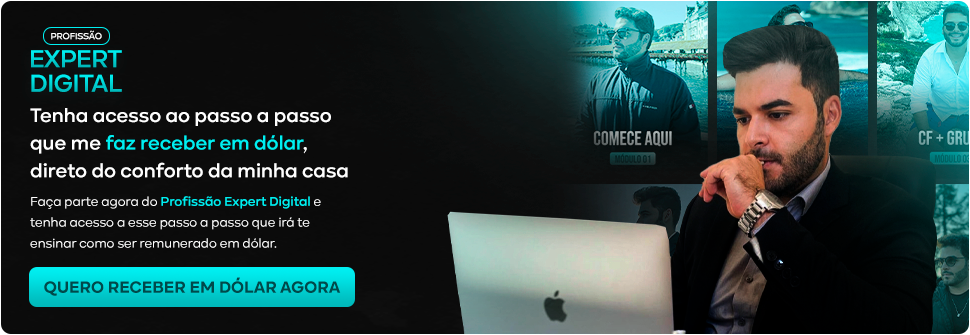 PROFISSÃO
EXPERT
DIGITAL
Tenha acesso ao passo a passo
que me faz receber em dólar,
direto do conforto da minha casa
Faça parte agora do Profissão Expert Digital e
tenha acesso a esse passo a passo que irá te
ensinar como ser remunerado em dólar.
QUERO RECEBER EM DÓLAR AGORA
COMECE AQUI
MÓDULO 01
CF + GRU
MÓDULO